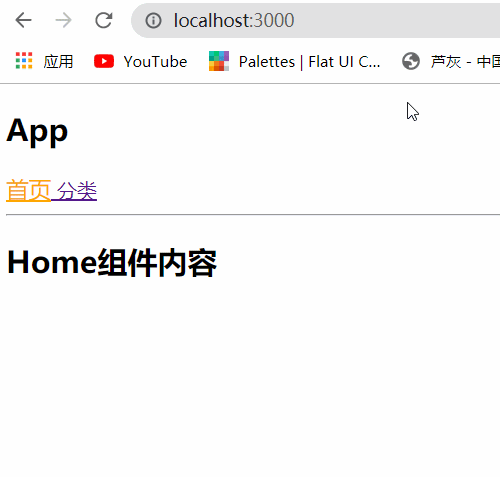 localhost:3000
应用 YouTube Palettes | Flat UI C... 芦灰 - 中
App
首页 分类
Home组件内容